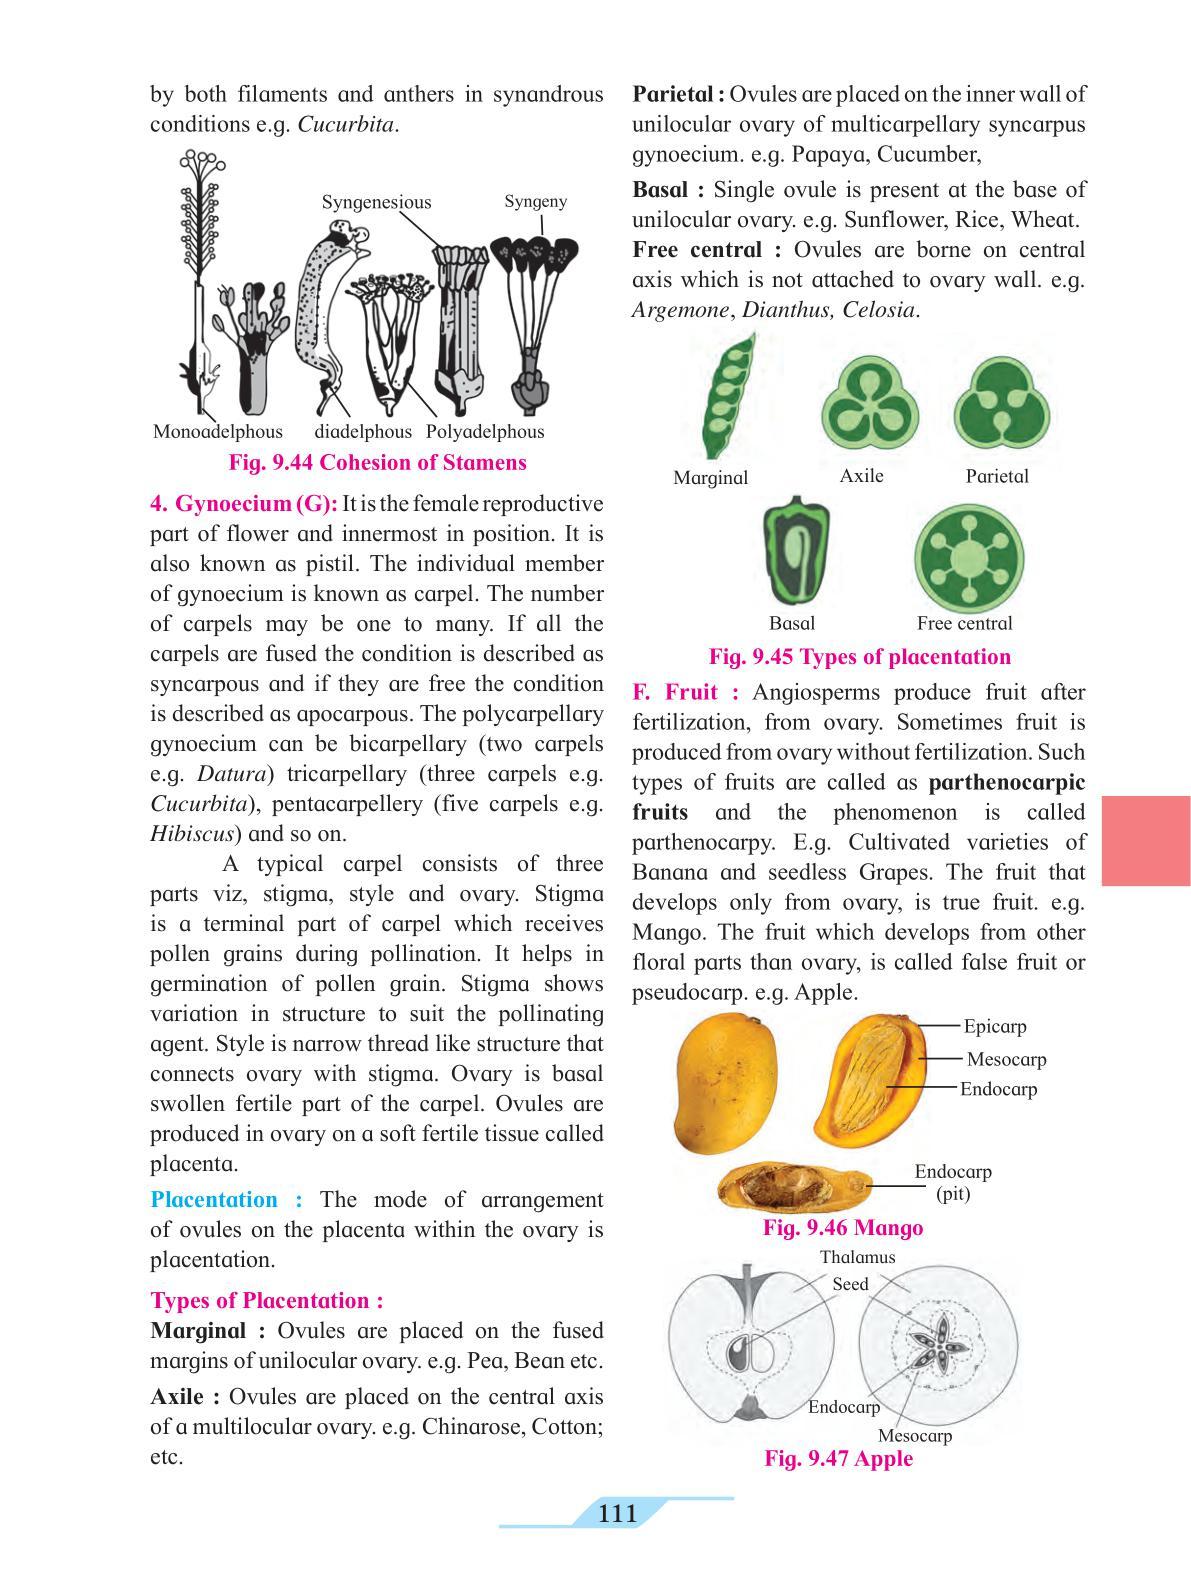 by both filaments and anthers in synandrous
conditions e.g. Cucurbita.
Syngenesious
Syngeny
Monoadelphous
diadelphous
Polyadelphous
Fig. 9.44 Cohesion of Stamens
4. Gynoecium (G): It is the female reproductive
part of flower and innermost in position. It is
also known as pistil. The individual member
of gynoecium is known as carpel. The number
of carpels may be one to many. If all the
carpels are fused the condition is described as
syncarpous and if they are free the condition
is described as apocarpous. The polycarpellary
gynoecium can be bicarpellary (two carpels
e.g. Datura) tricarpellary (three carpels e.g.
Cucurbita), pentacarpellery (five carpels e.g.
Hibiscus) and so on.
A typical carpel consists of three
parts viz, stigma, style and ovary. Stigma
is a terminal part of carpel which receives
pollen grains during pollination. It helps in
germination of pollen grain. Stigma shows
variation in structure to suit the pollinating
agent. Style is narrow thread like structure that
connects ovary with stigma. Ovary is basal
swollen fertile part of the carpel. Ovules are
produced in ovary on a soft fertile tissue called
placenta.
Placentation : The mode of arrangement
of ovules on the placenta within the ovary is
placentation.
Types of Placentation :
Marginal : Ovules are placed on the fused
margins of unilocular ovary. e.g. Pea, Bean etc.
Axile : Ovules are placed on the central axis
of a multilocular ovary. e.g. Chinarose, Cotton;
etc.
Parietal : Ovules are placed on the inner wall of
unilocular ovary of multicarpellary syncarpus
gynoecium. e.g. Papaya, Cucumber,
Basal : Single ovule is present at the base of
unilocular ovary. e.g. Sunflower, Rice, Wheat.
Free central : Ovules are borne on central
axis which is not attached to ovary wall. e.g.
Argemone, Dianthus, Celosia.
Marginal
Axile
Parietal
Basal
Free central
Fig. 9.45 Types of placentation
F. Fruit : Angiosperms produce fruit after
fertilization, from ovary. Sometimes fruit is
produced from ovary without fertilization. Such
types of fruits are called as parthenocarpic
fruits and the phenomenon is called
parthenocarpy. E.g. Cultivated varieties of
Banana and seedless Grapes. The fruit that
develops only from ovary, is true fruit. e.g.
Mango. The fruit which develops from other
floral parts than ovary, is called false fruit or
pseudocarp. e.g. Apple.
Epicarp
Mesocarp
Endocarp
Endocarp
(pit)
Fig. 9.46 Mango
Thalamus
Seed
Endocarp
Mesocarp
Fig. 9.47 Apple
111